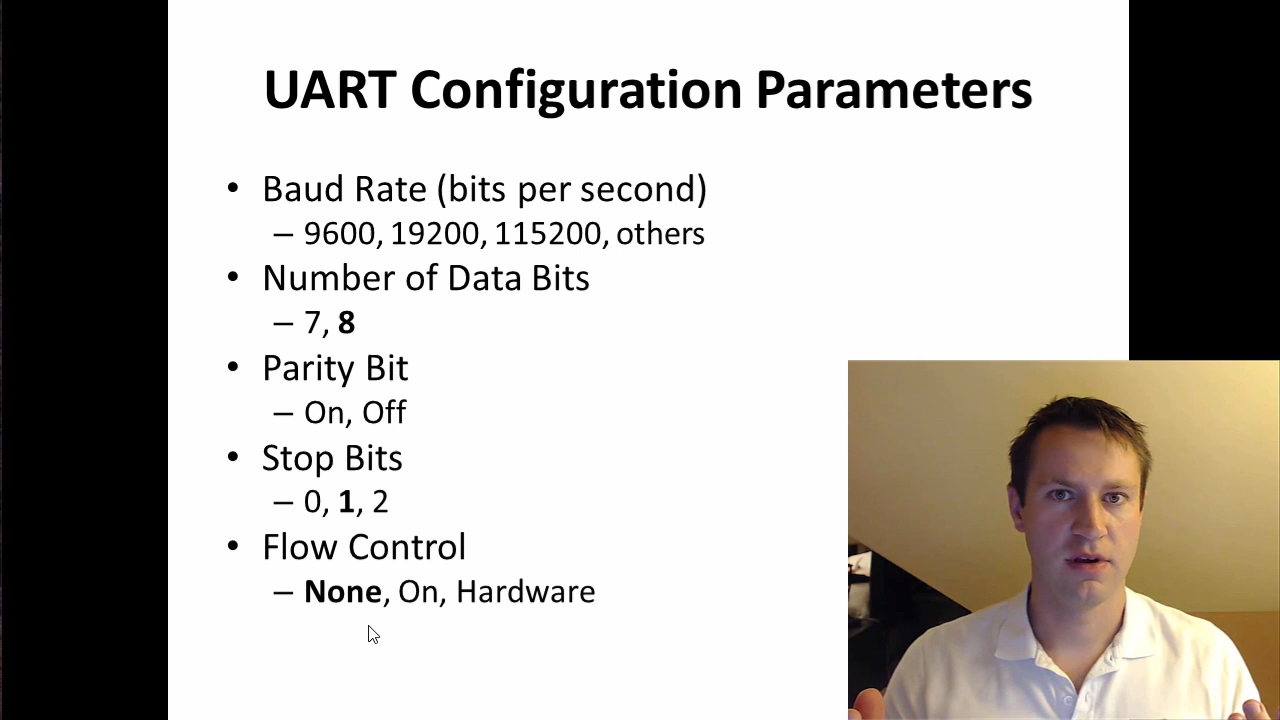 UART Configuration Parameters
• Baud Rate (bits per second)
– 9600, 19200, 115200, others
• Number of Data Bits
– 7, 8
• Parity Bit
– On, Off
• Stop Bits
– 0, 1, 2
• Flow Control
– None, On, Hardware